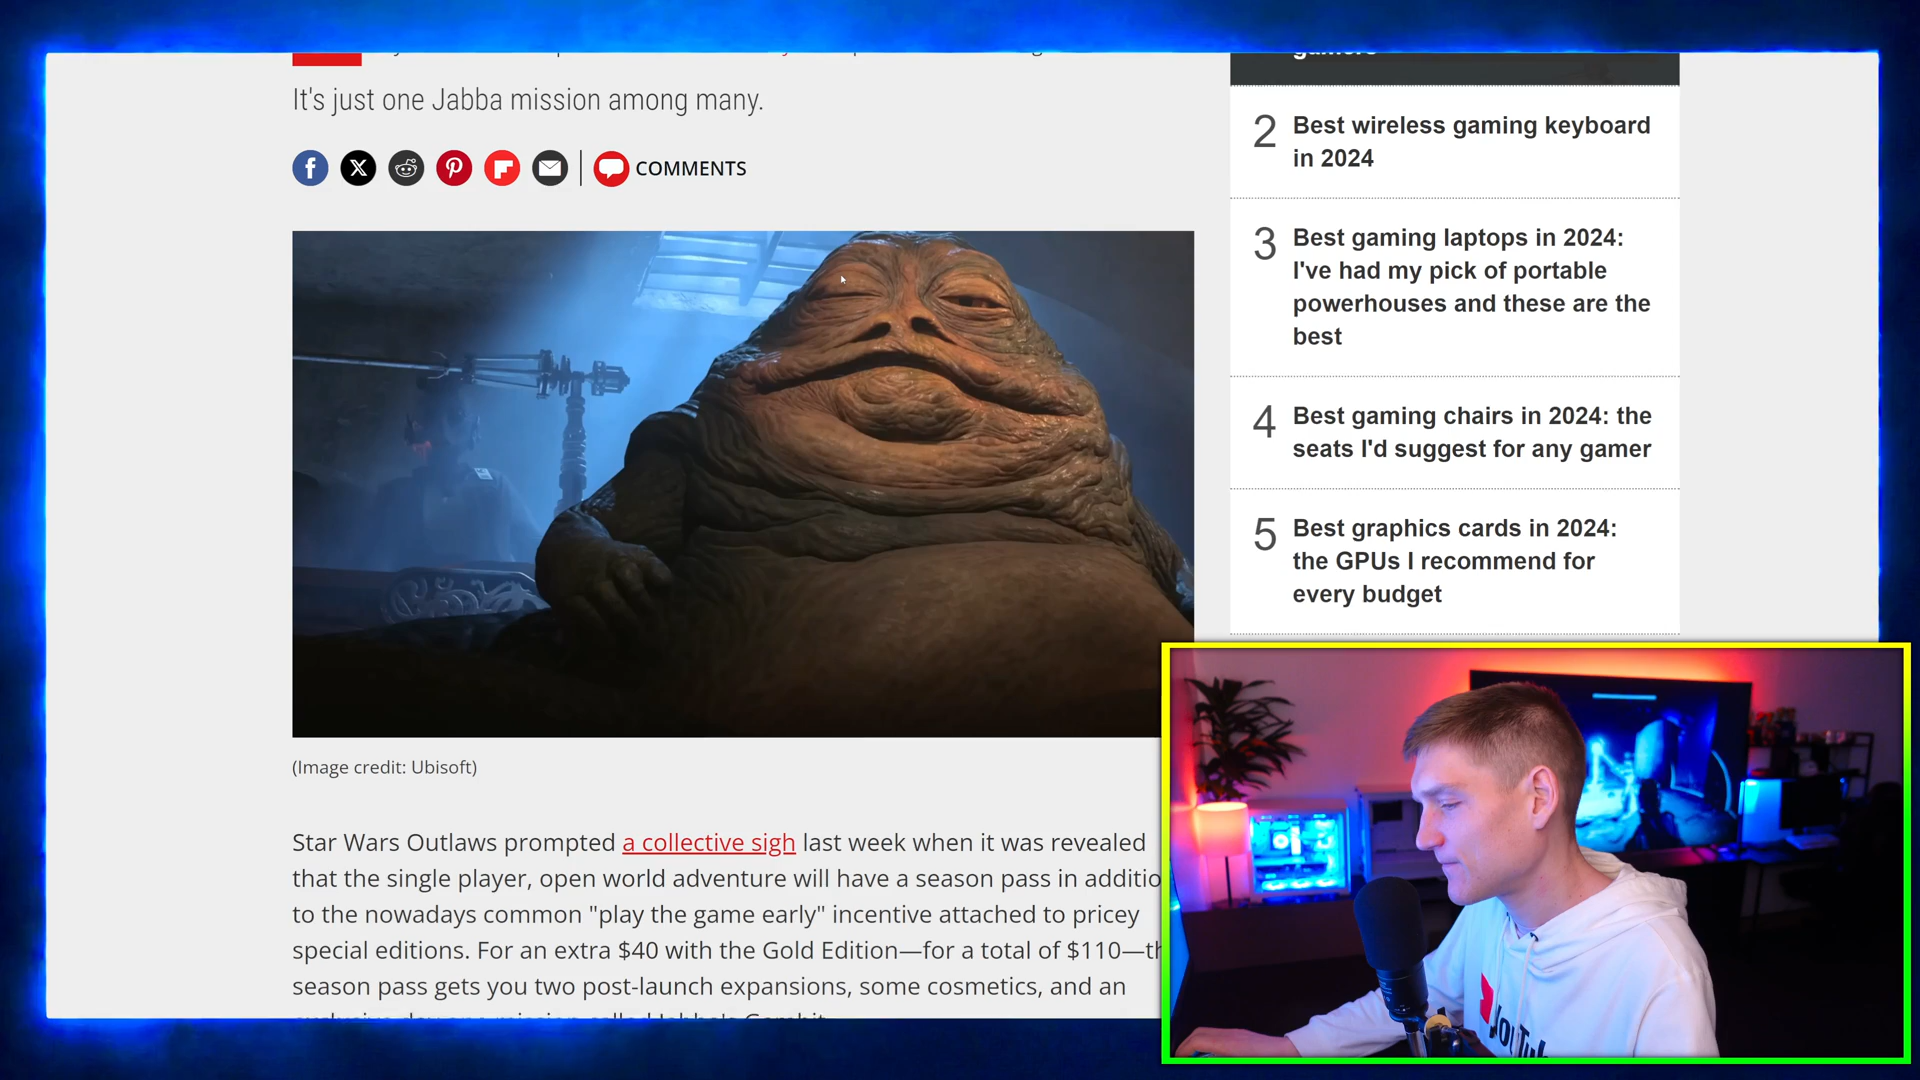 It's just one Jabba mission among many.
f
X
COMMENTS
(Image credit: Ubisoft)
Star Wars Outlaws prompted a collective sigh last week when it was revealed
that the single player, open world adventure will have a season pass in
to the nowadays common "play the game early" incentive attached to pricey
special editions. For an extra $40 with the Gold Edition—for a total of $110—
season pass gets you two post-launch expansions, some cosmetics, and an
gamers
2
Best wireless gaming keyboard
in 2024
3
Best gaming laptops in 2024:
I've had my pick of portable
powerhouses and these are the
best
4
Best gaming chairs in 2024: the
seats I'd suggest for any gamer
5
Best graphics cards in 2024:
the GPUs I recommend for
every budget